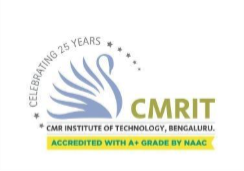 CELEBRATING 25 YEARS
CMRIT
CMR INSTITUTE OF TECHNOLOGY, BENGALURU.
ACCREDITED WITH A+ GRADE BY NAAC